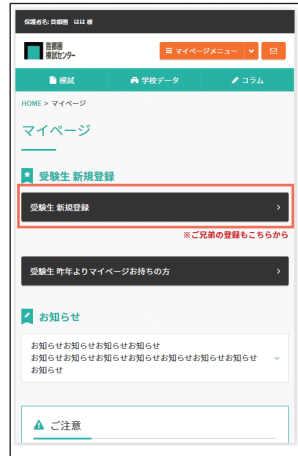 保護者名: 首都圏　はは 様
首都圏
模試センター
マイページメニュー
模試
学校データ
コラム
HOME > マイページ
マイページ
受験生 新規登録
受験生 新規登録
※ご兄弟の登録もこちらから
受験生 昨年よりマイページお持ちの方
お知らせ
お知らせお知らせお知らせお知らせ
お知らせお知らせお知らせお知らせお知らせお知らせお知らせ
お知らせ
ご注意